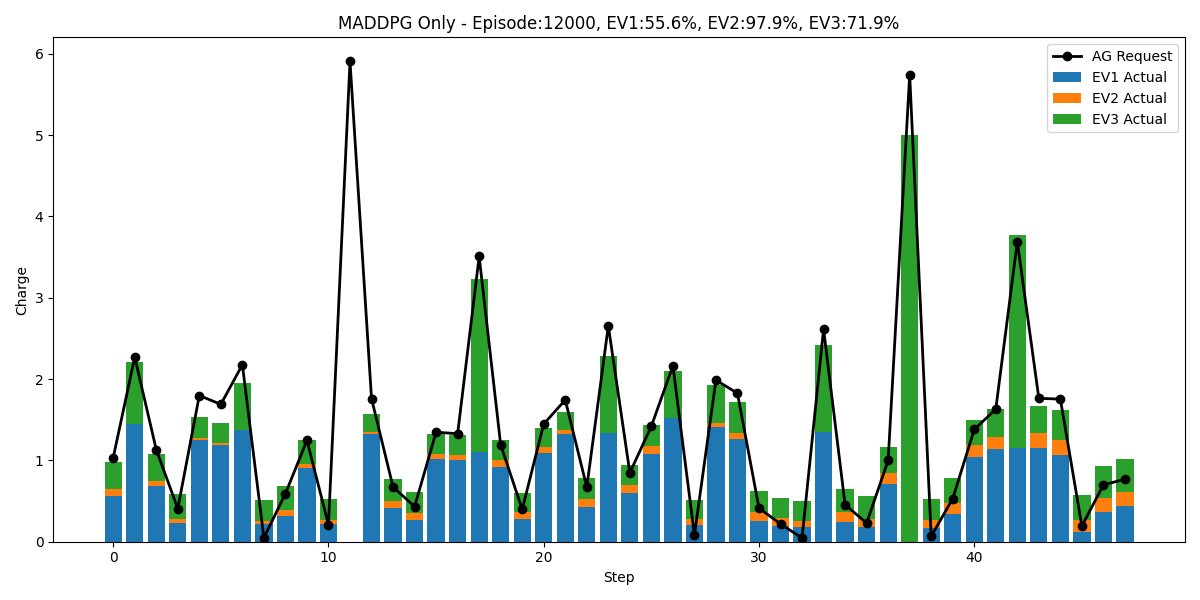 MADDPG Only - Episode:12000, EV1:55.6%, EV2:97.9%, EV3:71.9%
AG Request
EV1 Actual
EV2 Actual
EV3 Actual
Charge
6
5
4
3
2
1
0
0 10 20 30 40
Step